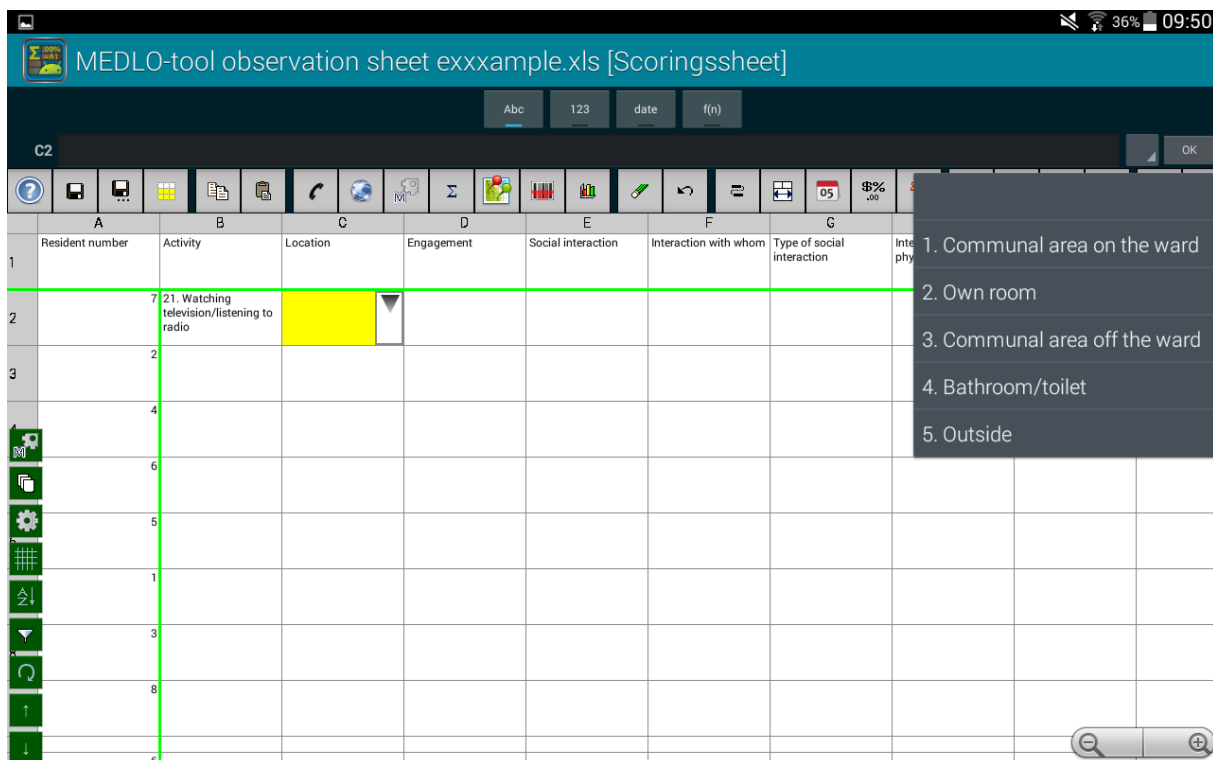 36% 09:50
Σ .00% WA1
MEDLO-tool observation sheet exxxample.xls [Scoringssheet]
Abc 123 date f(n)
C2 OK
? M Σ 05 $% .00
A B C D E F G
1 Resident number Activity Location Engagement Social interaction Interaction with whom Type of social
interaction
1. Communal area on the ward
2. Own room
3. Communal area off the ward
4. Bathroom/toilet
5. Outside
2 7 21. Watching
television/listening to
radio
3 2
4
M
6
5
1
A
Z
3
8